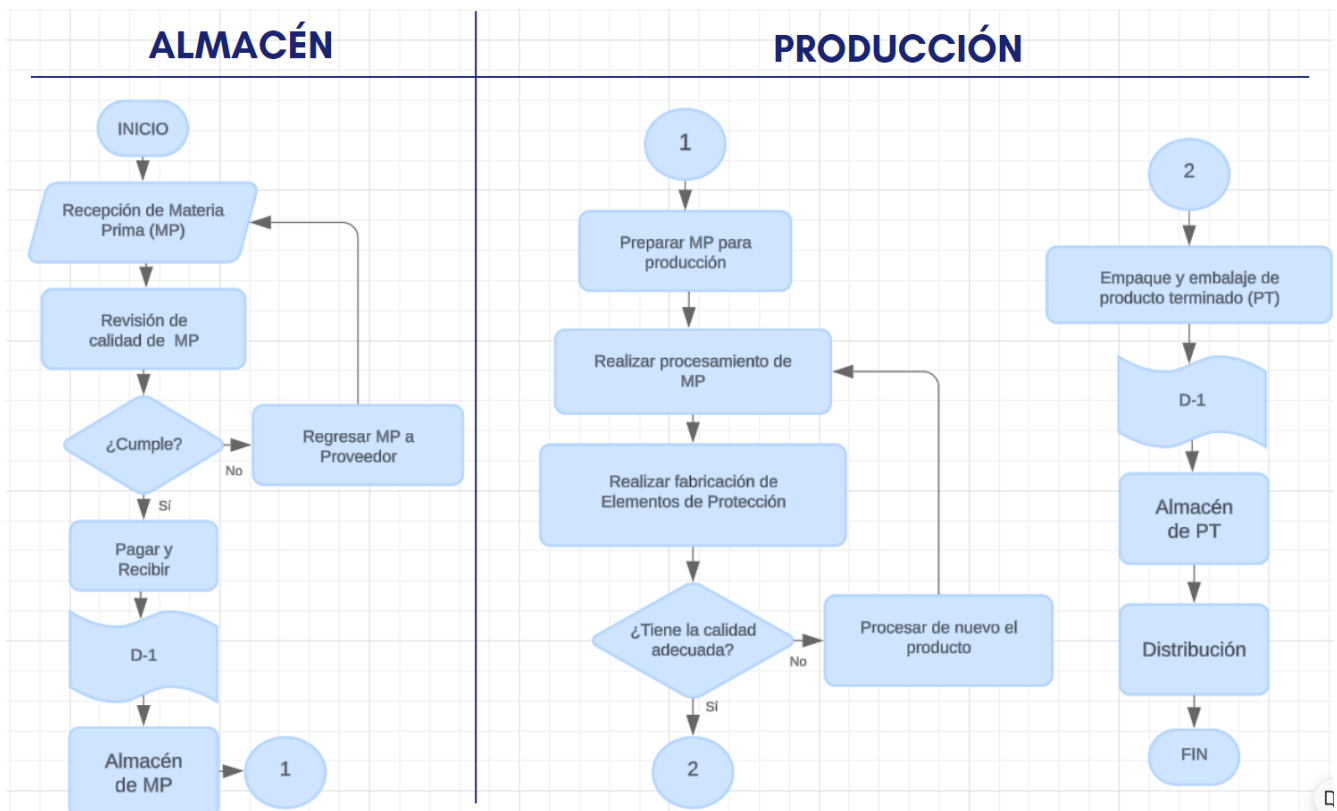 ALMACÉN
INICIO
Recepción de Materia
Prima (MP)
Revisión de
calidad de MP
¿Cumple?
No
Regresar MP a
Proveedor
Sí
Pagar y
Recibir
D-1
Almacén
de MP
1
PRODUCCIÓN
1
Preparar MP para
producción
Realizar procesamiento de
MP
Realizar fabricación de
Elementos de Protección
¿Tiene la calidad
adecuada?
No
Procesar de nuevo el
producto
Sí
2
2
Empaque y embalaje de
producto terminado (PT)
D-1
Almacén
de PT
Distribución
FIN